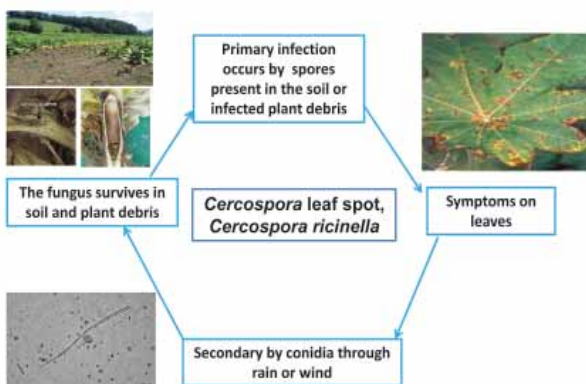 Primary infection
occurs by spores
present in the soil or
infected plant debris
The fungus survives in
soil and plant debris
Cercospora leaf spot,
Cercospora ricinella
Symptoms on
leaves
Secondary by conidia through
rain or wind